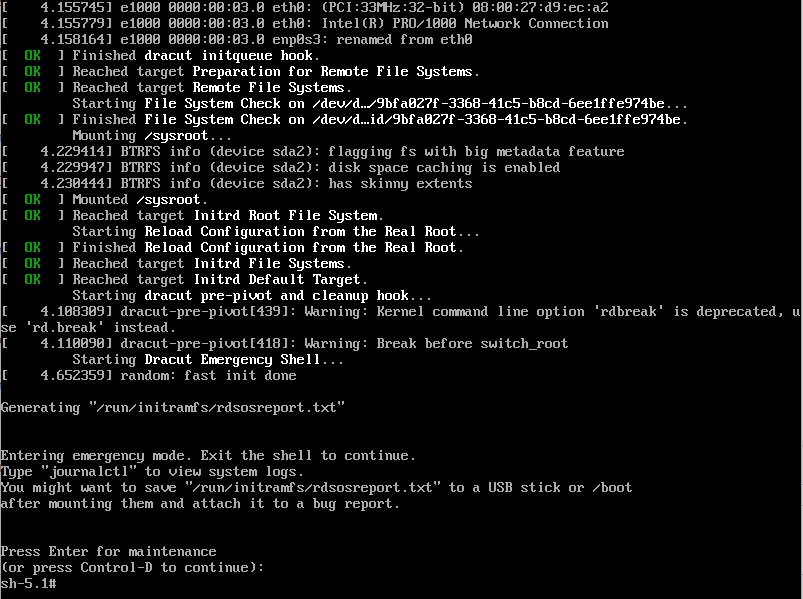 [    4.155745] e1000 0000:00:03.0 eth0: (PCI:33MHz:32-bit) 08:00:27:d9:ec:a2
[    4.155779] e1000 0000:00:03.0 eth0: Intel(R) PRO/1000 Network Connection
[    4.158164] e1000 0000:00:03.0 enp0s3: renamed from eth0
[  OK  ] Finished dracut initqueue hook.
[  OK  ] Reached target Preparation for Remote File Systems.
[  OK  ] Reached target Remote File Systems.
         Starting File System Check on /dev/d…/9bfa027f-3368-41c5-b8cd-6ee1ffe974be...
[  OK  ] Finished File System Check on /dev/d…id/9bfa027f-3368-41c5-b8cd-6ee1ffe974be.
         Mounting /sysroot...
[    4.229414] BTRFS info (device sda2): flagging fs with big metadata feature
[    4.229947] BTRFS info (device sda2): disk space caching is enabled
[    4.230444] BTRFS info (device sda2): has skinny extents
[  OK  ] Mounted /sysroot.
[  OK  ] Reached target Initrd Root File System.
         Starting Reload Configuration from the Real Root...
[  OK  ] Finished Reload Configuration from the Real Root.
[  OK  ] Reached target Initrd File Systems.
[  OK  ] Reached target Initrd Default Target.
         Starting dracut pre-pivot and cleanup hook...
[    4.108309] dracut-pre-pivot[439]: Warning: Kernel command line option 'rdbreak' is deprecated, u
se 'rd.break' instead.
[    4.110090] dracut-pre-pivot[418]: Warning: Break before switch_root
         Starting Dracut Emergency Shell...
[    4.652359] random: fast init done
Generating "/run/initramfs/rdsosreport.txt"
Entering emergency mode. Exit the shell to continue.
Type "journalctl" to view system logs.
You might want to save "/run/initramfs/rdsosreport.txt" to a USB stick or /boot
after mounting them and attach it to a bug report.
Press Enter for maintenance
(or press Control-D to continue):
sh-5.1#